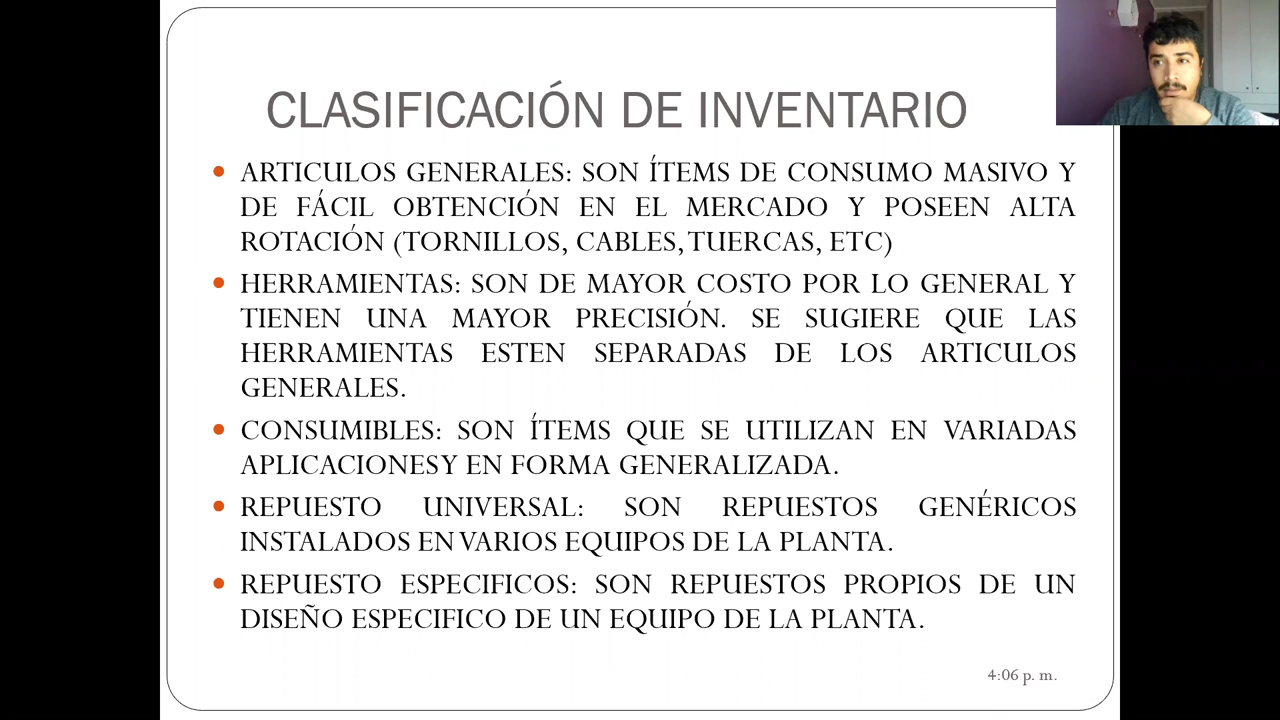 CLASIFICACIÓN DE INVENTARIO
• ARTICULOS GENERALES: SON ÍTEMS DE CONSUMO MASIVO Y
DE FÁCIL OBTENCIÓN EN EL MERCADO Y POSEEN ALTA
ROTACIÓN (TORNILLOS, CABLES, TUERCAS, ETC)
• HERRAMIENTAS: SON DE MAYOR COSTO POR LO GENERAL Y
TIENEN UNA MAYOR PRECISIÓN. SE SUGIERE QUE LAS
HERRAMIENTAS ESTEN SEPARADAS DE LOS ARTICULOS
GENERALES.
• CONSUMIBLES: SON ÍTEMS QUE SE UTILIZAN EN VARIADAS
APLICACIONES Y EN FORMA GENERALIZADA.
• REPUESTO UNIVERSAL: SON REPUESTOS GENÉRICOS
INSTALADOS EN VARIOS EQUIPOS DE LA PLANTA.
• REPUESTO ESPECIFICOS: SON REPUESTOS PROPIOS DE UN
DISEÑO ESPECIFICO DE UN EQUIPO DE LA PLANTA.
4:06 p. m.